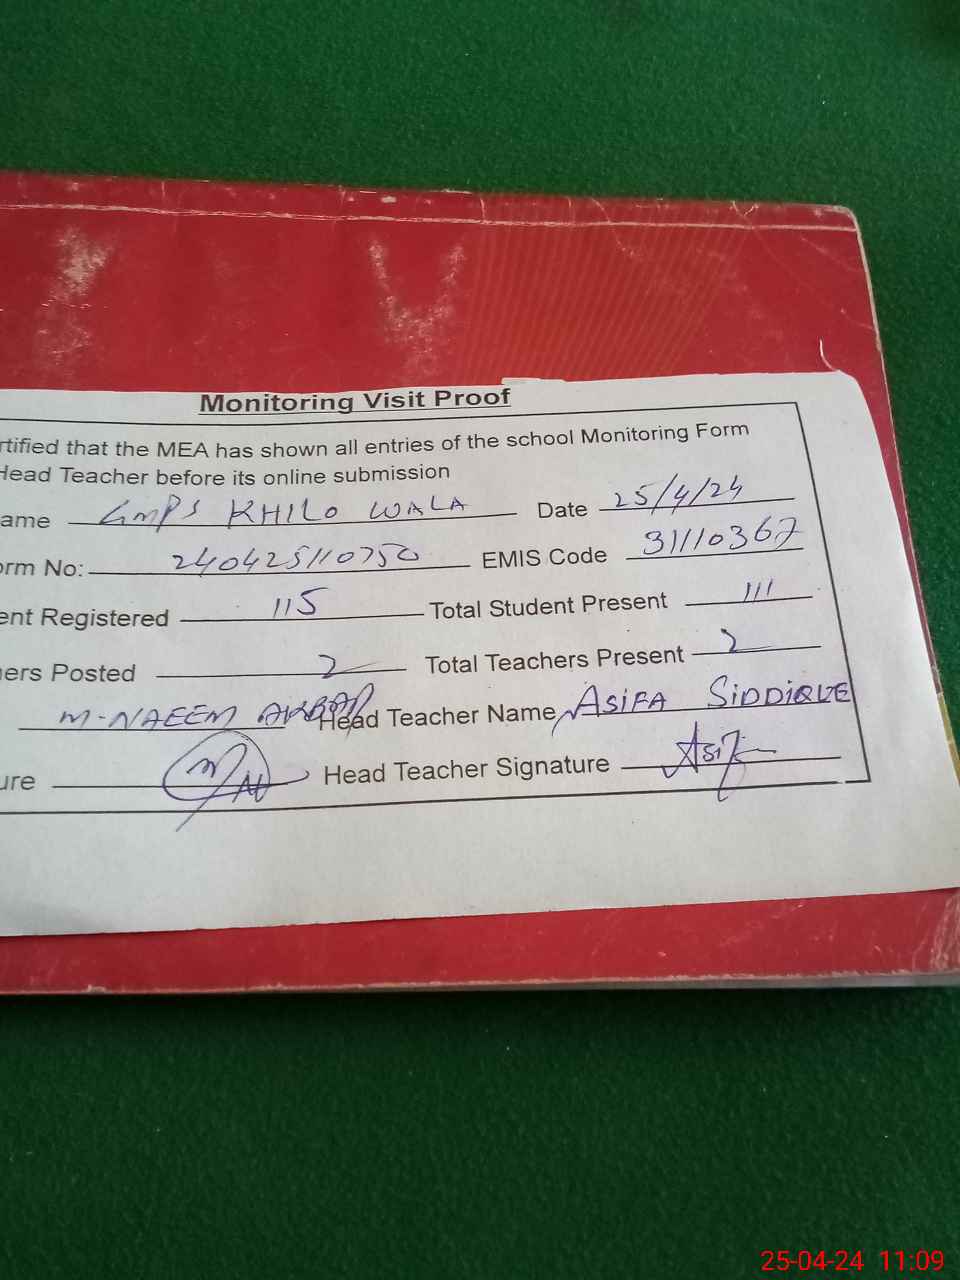 Monitoring Visit Proof
rtified that the MEA has shown all entries of the school Monitoring Form
Head Teacher before its online submission
ame GMPS KHILO WALA Date 25/4/24
orm No: 240425110750 EMIS Code 31110367
ent Registered 115 Total Student Present 111
ers Posted 2 Total Teachers Present 2
M-NAEEM AKBAR Head Teacher Name ASIFA SIDDIQUE
ure Head Teacher Signature Asif
25-04-24 11:09